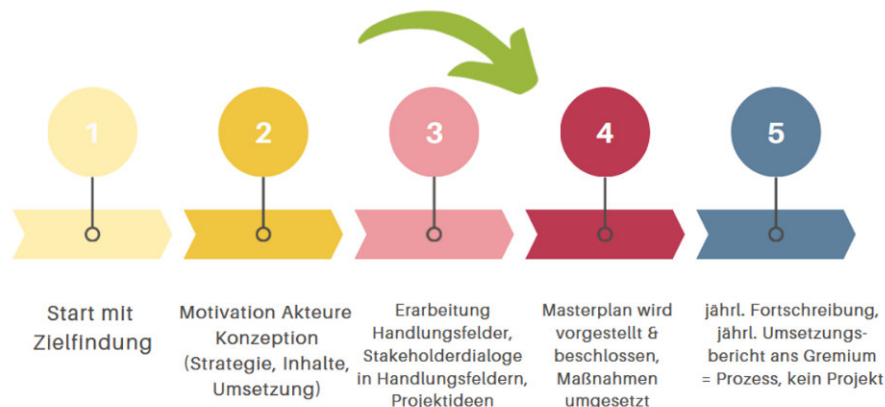 1
2
3
4
5
Start mit
Zielfindung
Motivation Akteure
Konzeption
(Strategie, Inhalte,
Umsetzung)
Erarbeitung
Handlungsfelder,
Stakeholderdialoge
in Handlungsfeldern,
Projektideen
Masterplan wird
vorgestellt &
beschlossen,
Maßnahmen
umgesetzt
jährl. Fortschreibung,
jährl. Umsetzungs-
bericht ans Gremium
= Prozess, kein Projekt